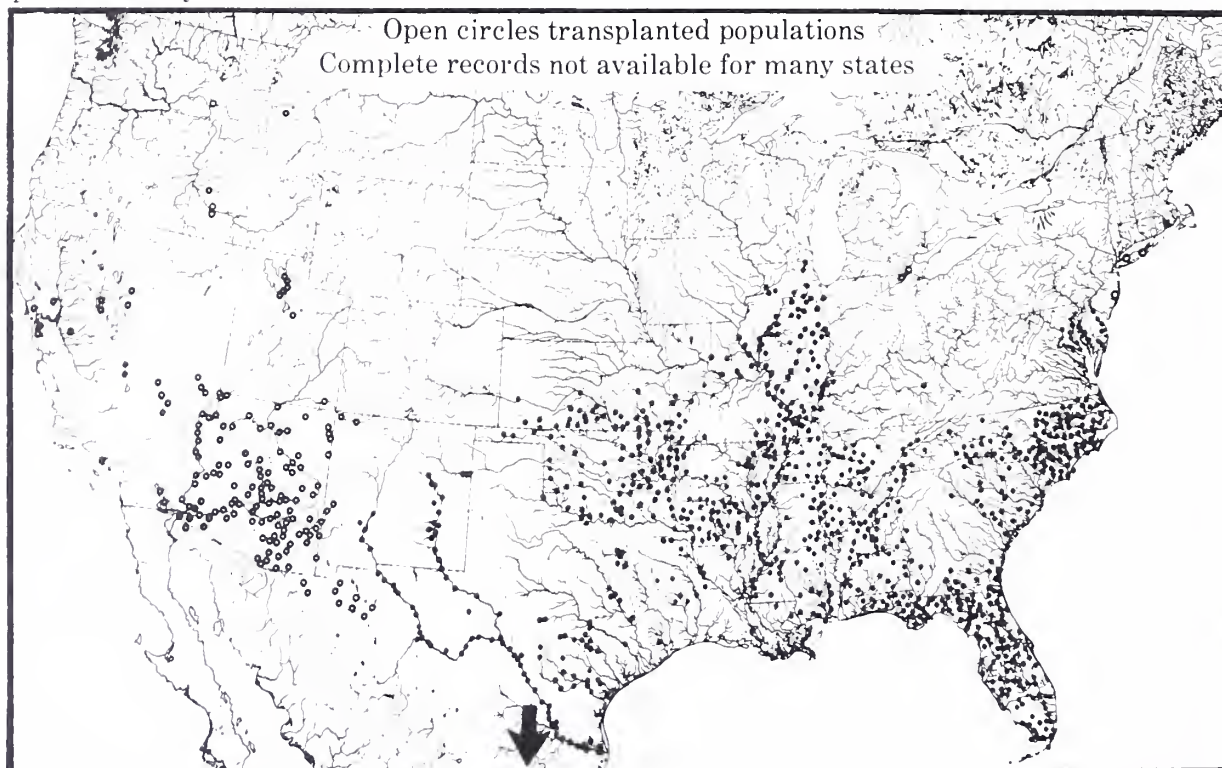 Open circles transplanted populations
Complete records not available for many states